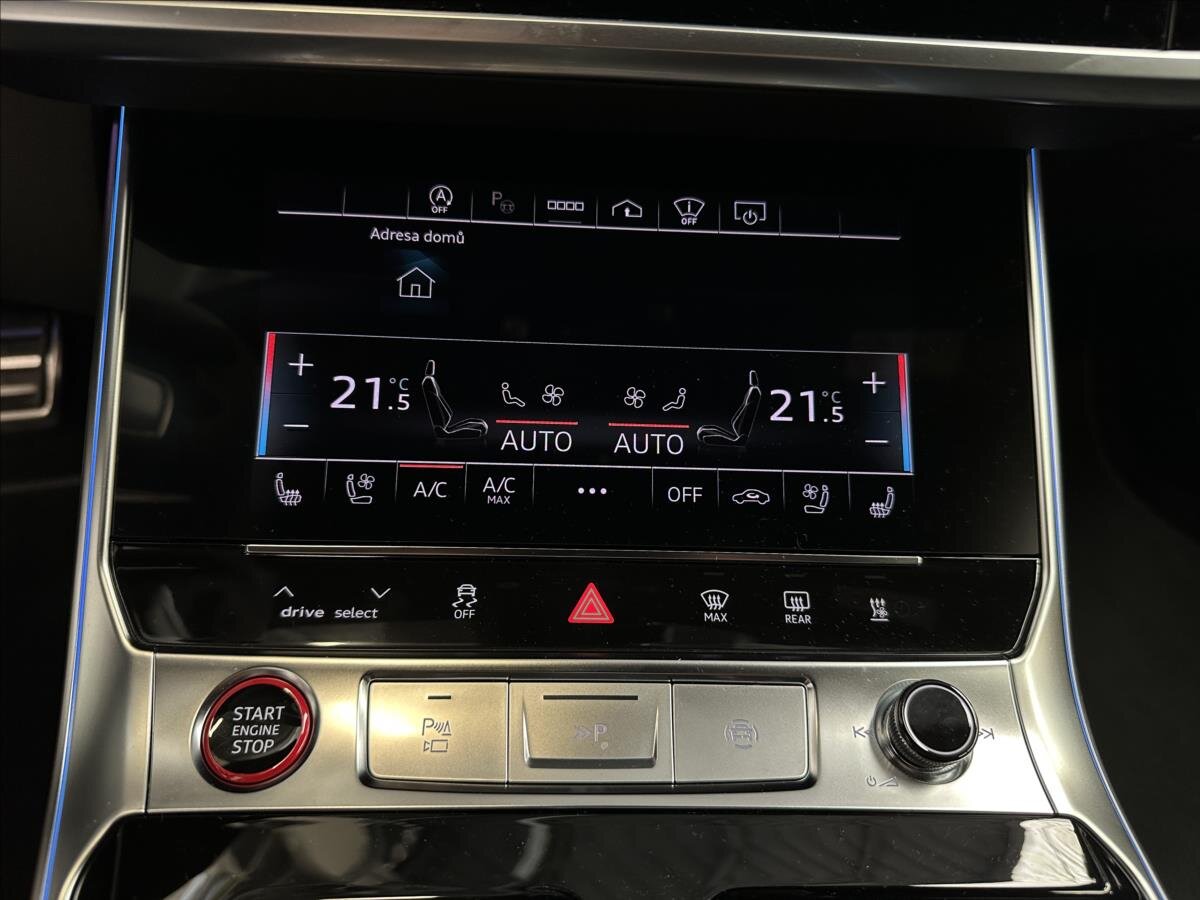 A
OFF
P
OFF
Adresa domů
+ 21.5 °C 21.5 °C +
AUTO AUTO
A/C A/C MAX ... OFF
drive select
OFF
MAX
REAR
START
ENGINE
STOP
P
P